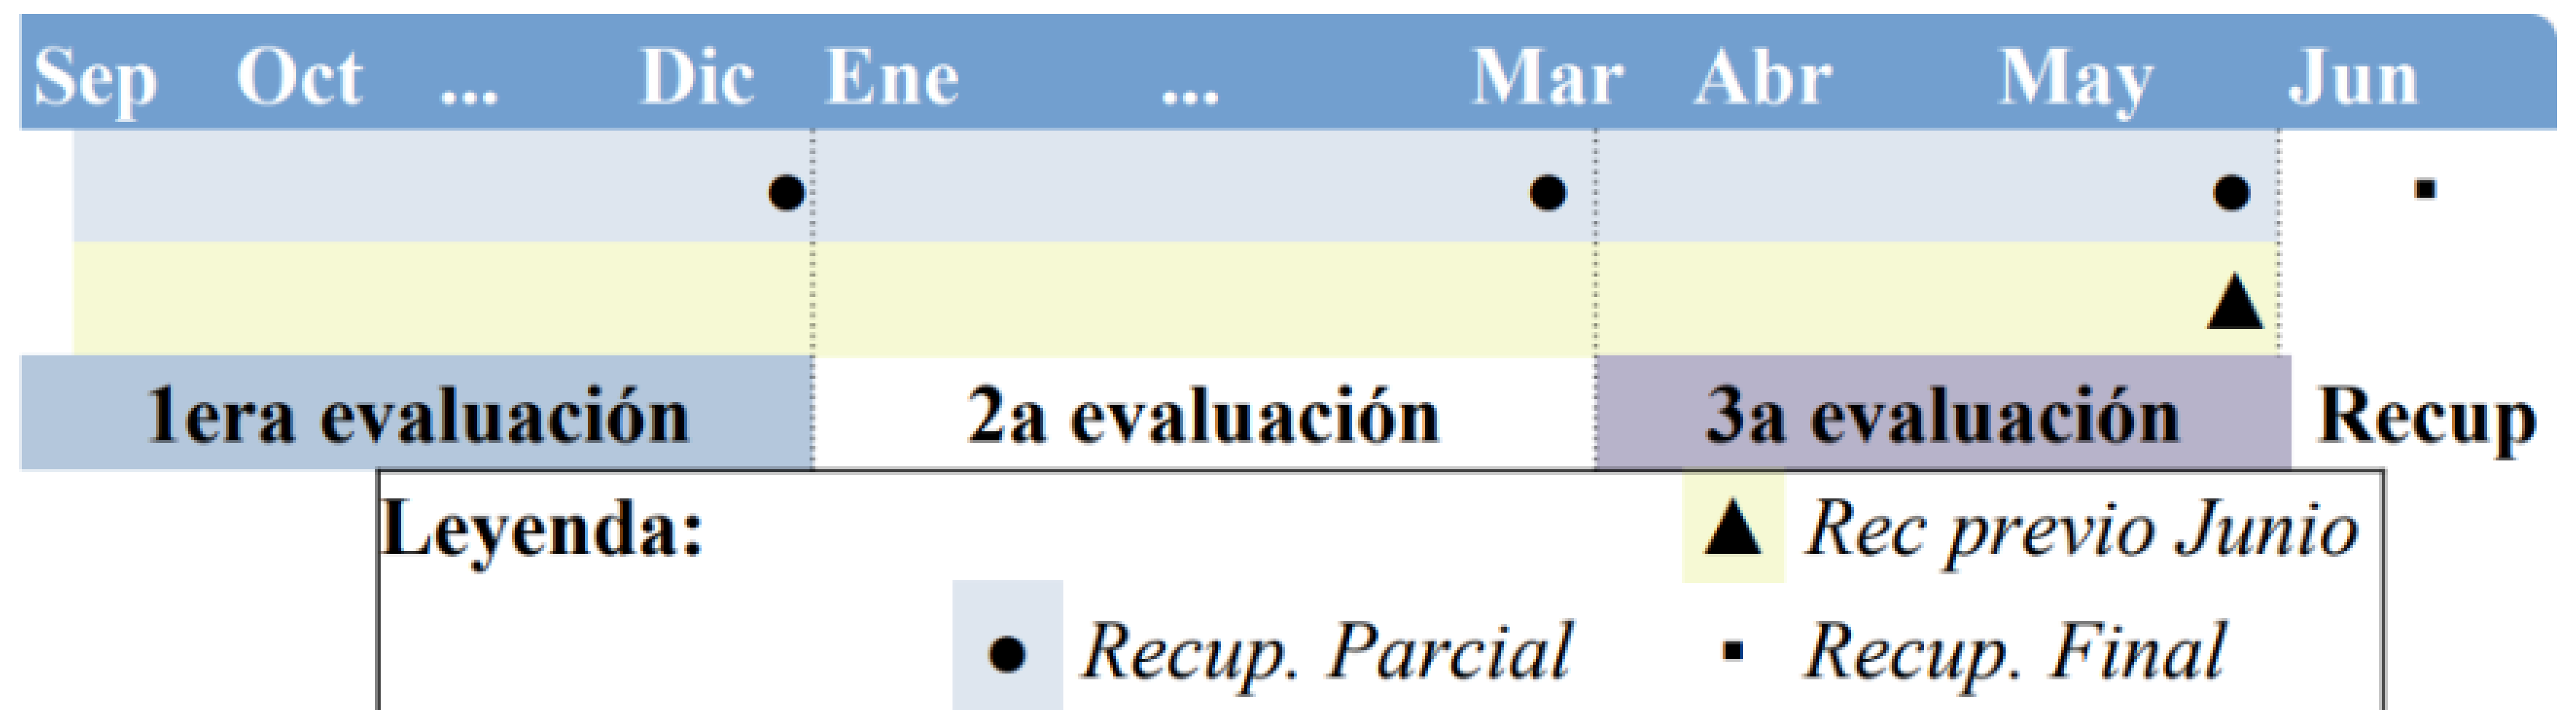 Sep Oct ... Dic Ene ... Mar Abr May Jun
1era evaluación 2a evaluación 3a evaluación Recup
Leyenda: Rec previo Junio
Recup. Parcial Recup. Final